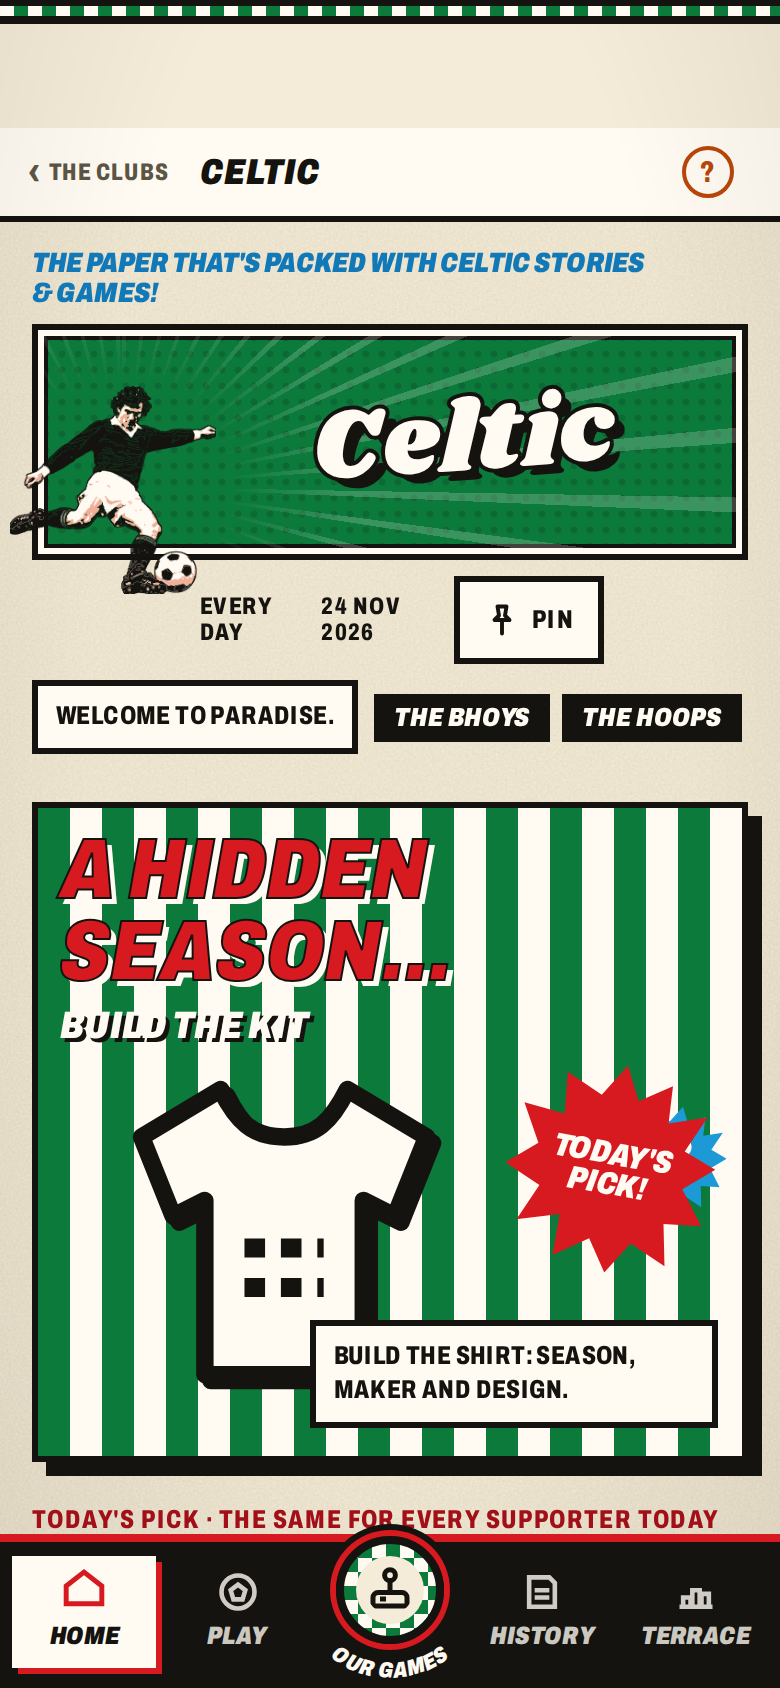 ‹ THE CLUBS CELTIC ?
THE PAPER THAT'S PACKED WITH CELTIC STORIES
& GAMES!
Celtic
EVERY DAY
24 NOV 2026
PIN
WELCOME TO PARADISE. THE BHOYS THE HOOPS
A HIDDEN
SEASON...
BUILD THE KIT
TODAY'S
PICK!
BUILD THE SHIRT: SEASON,
MAKER AND DESIGN.
TODAY'S PICK · THE SAME FOR EVERY SUPPORTER TODAY
HOME PLAY OUR GAMES HISTORY TERRACE